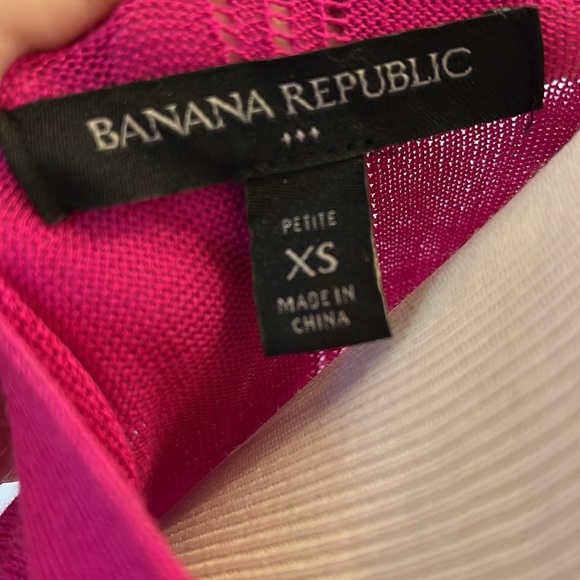 BANANA REPUBLIC
PETITE
XS
MADE IN
CHINA